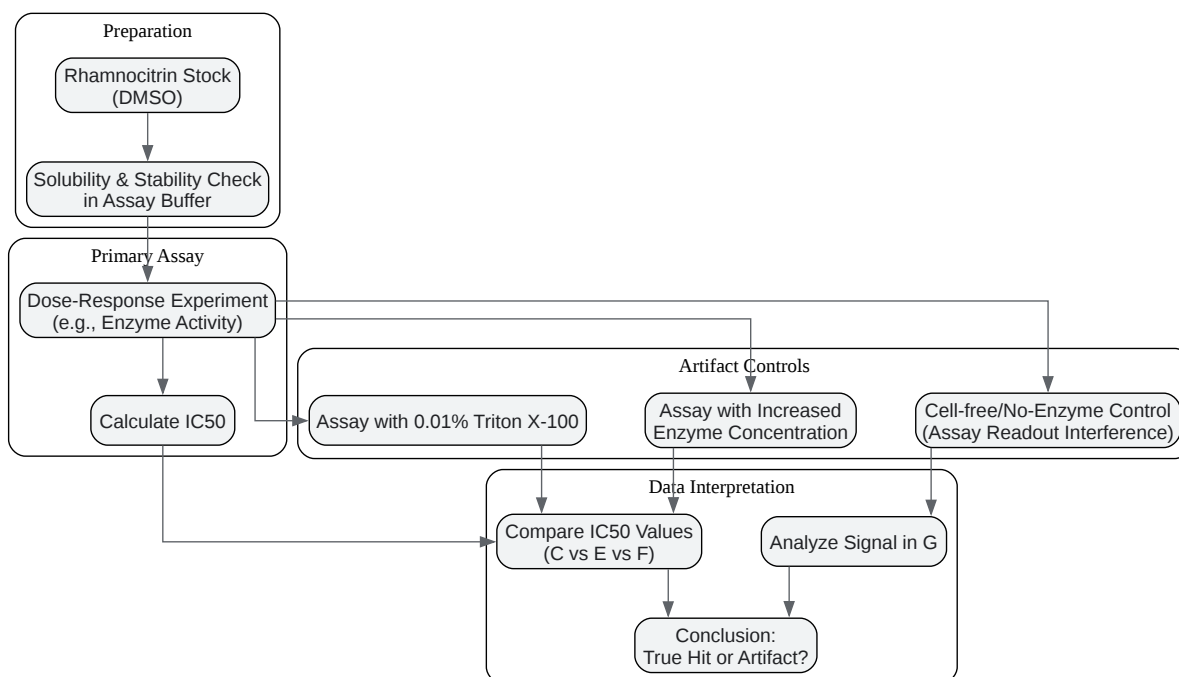 Preparation
Rhamnocitrin Stock
(DMSO)
Solubility & Stability Check
in Assay Buffer
Primary Assay
Dose-Response Experiment
(e.g., Enzyme Activity)
Calculate IC50
Artifact Controls
Assay with 0.01% Triton X-100
Assay with Increased
Enzyme Concentration
Cell-free/No-Enzyme Control
(Assay Readout Interference)
Data Interpretation
Compare IC50 Values
(C vs E vs F)
Analyze Signal in G
Conclusion:
True Hit or Artifact?